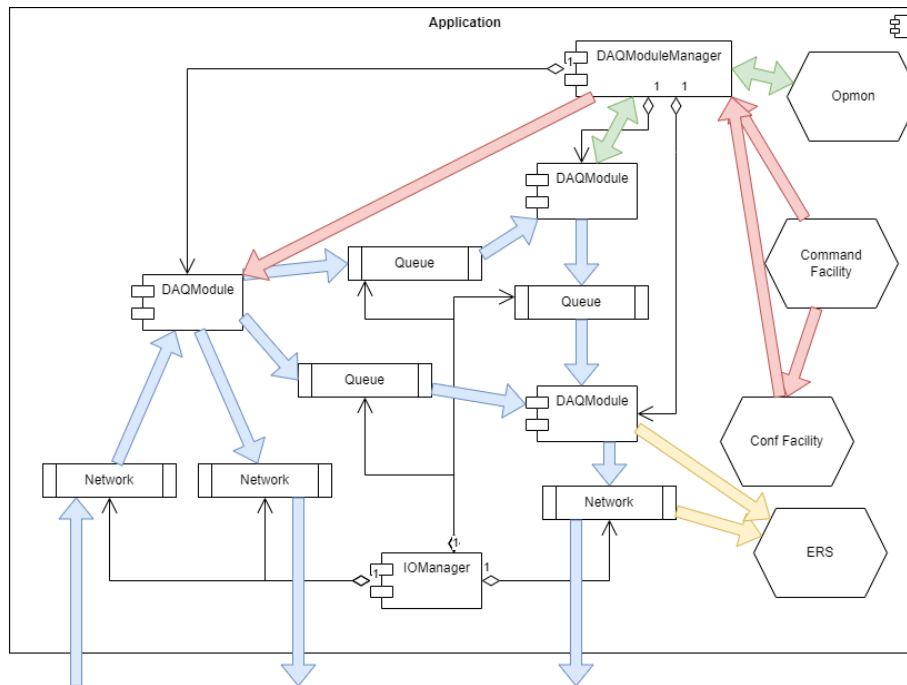 Application
DAQModuleManager
1
1
1
Opmon
DAQModule
Command
Facility
Queue
DAQModule
Queue
Queue
DAQModule
Conf Facility
Network
Network
Network
ERS
1
IOManager
1
1